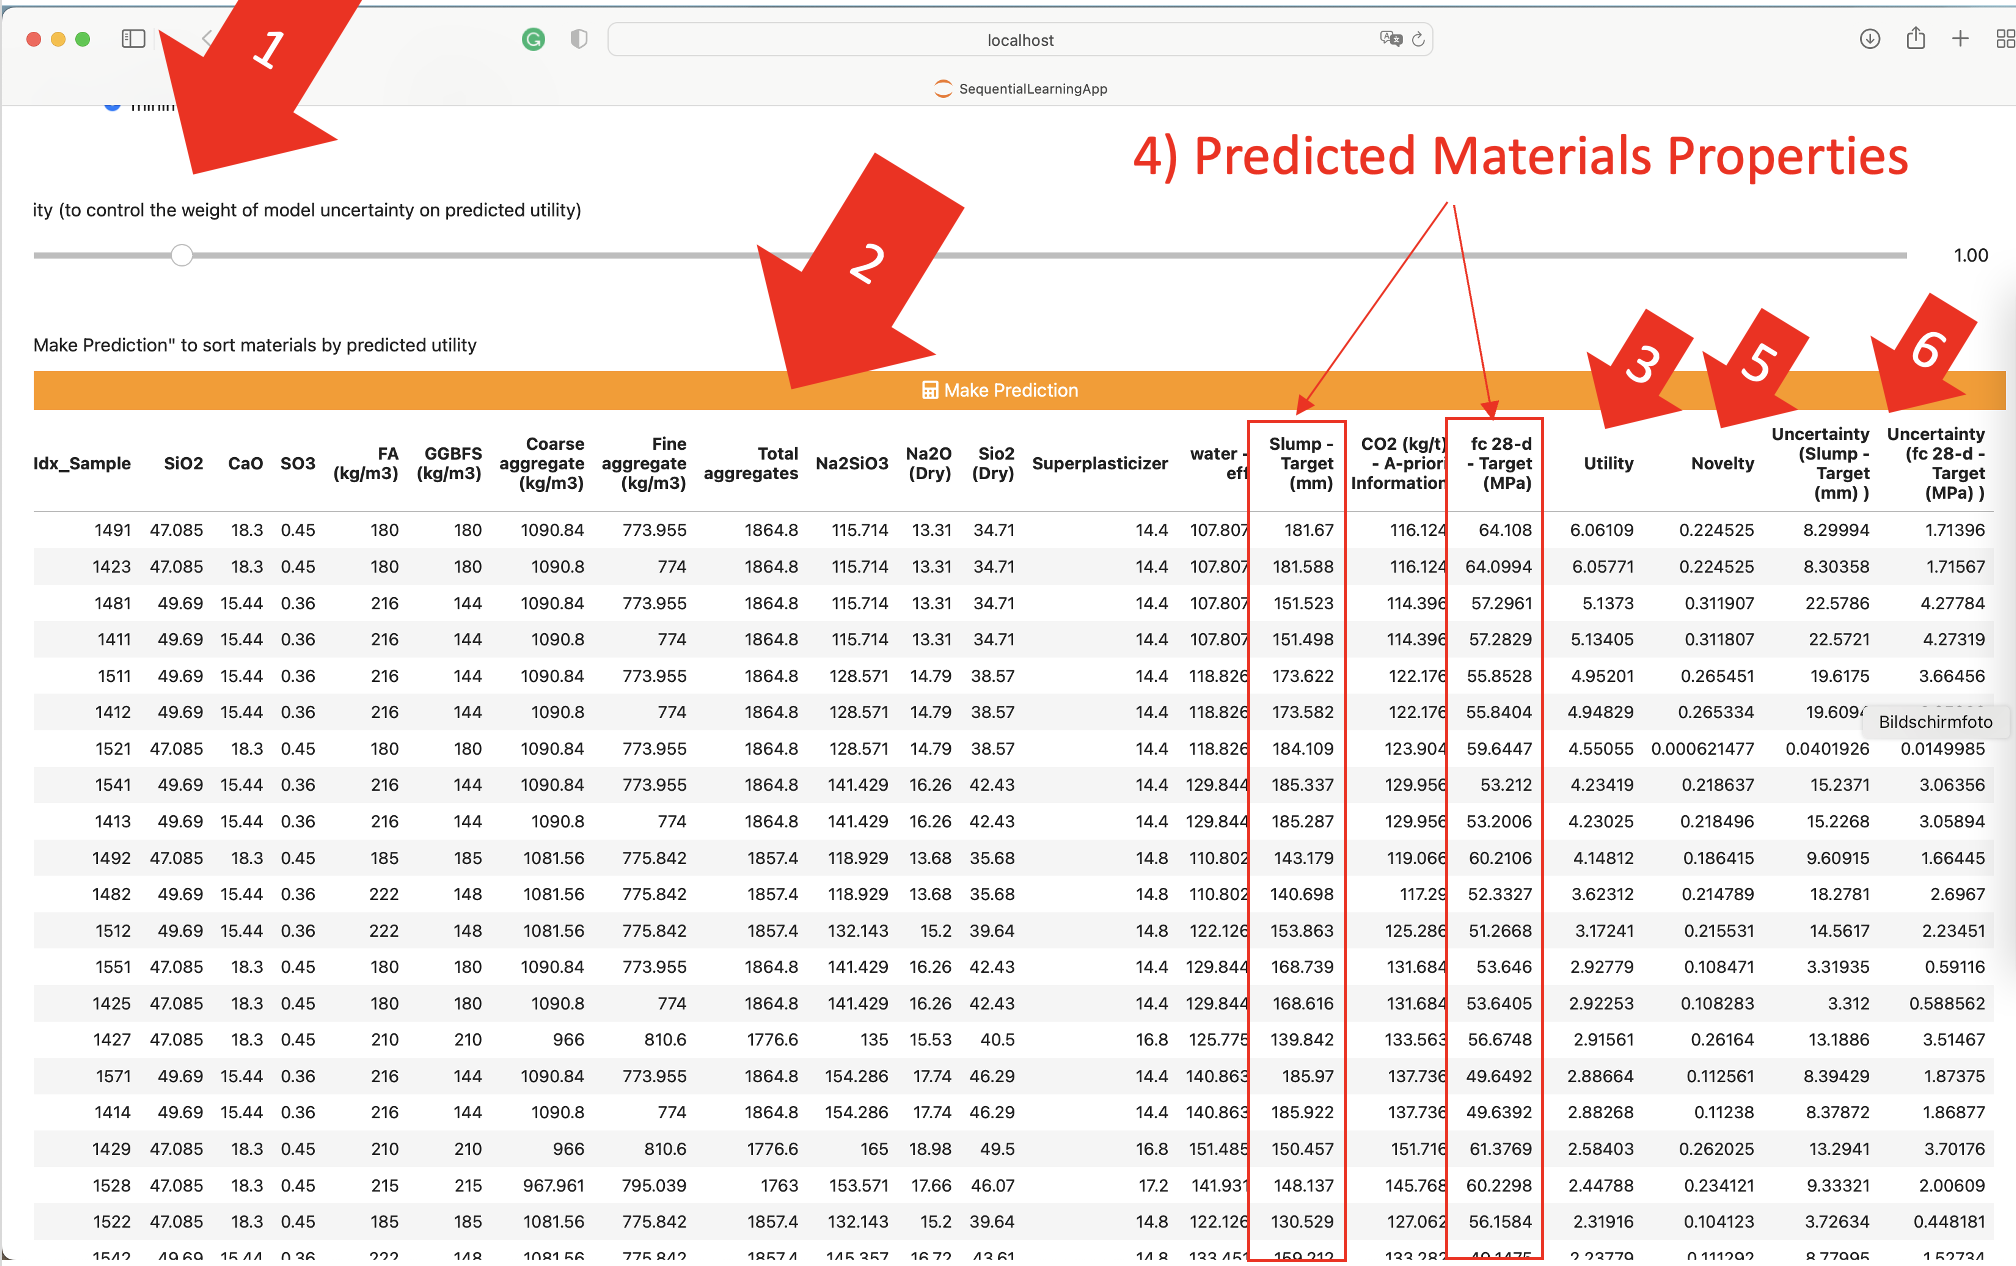 localhost
SequentialLearningApp
1
4) Predicted Materials Properties
ity (to control the weight of model uncertainty on predicted utility)
2
1.00
Make Prediction" to sort materials by predicted utility
3 5 6
Make Prediction
Idx_Sample SiO2 CaO SO3 FA (kg/m3) GGBFS (kg/m3) Coarse aggregate (kg/m3) Fine aggregate (kg/m3) Total aggregates Na2SiO3 Na2O (Dry) Sio2 (Dry) Superplasticizer water - eff Slump - Target (mm) CO2 (kg/t) - A-priori Information fc 28-d - Target (MPa) Utility Novelty Uncertainty (Slump - Target (mm) ) Uncertainty (fc 28-d - Target (MPa) )
1491 47.085 18.3 0.45 180 180 1090.84 773.955 1864.8 115.714 13.31 34.71 14.4 107.807 181.67 116.124 64.108 6.06109 0.224525 8.29994 1.71396
1423 47.085 18.3 0.45 180 180 1090.8 774 1864.8 115.714 13.31 34.71 14.4 107.807 181.588 116.124 64.0994 6.05771 0.224525 8.30358 1.71567
1481 49.69 15.44 0.36 216 144 1090.84 773.955 1864.8 115.714 13.31 34.71 14.4 107.807 151.523 114.396 57.2961 5.1373 0.311907 22.5786 4.27784
1411 49.69 15.44 0.36 216 144 1090.8 774 1864.8 115.714 13.31 34.71 14.4 107.807 151.498 114.396 57.2829 5.13405 0.311807 22.5721 4.27319
1511 49.69 15.44 0.36 216 144 1090.84 773.955 1864.8 128.571 14.79 38.57 14.4 118.826 173.622 122.176 55.8528 4.95201 0.265451 19.6175 3.66456
1412 49.69 15.44 0.36 216 144 1090.8 774 1864.8 128.571 14.79 38.57 14.4 118.826 173.582 122.176 55.8404 4.94829 0.265334 19.6094
Bildschirmfoto
1521 47.085 18.3 0.45 180 180 1090.84 773.955 1864.8 128.571 14.79 38.57 14.4 118.826 184.109 123.904 59.6447 4.55055 0.000621477 0.0401926 0.0149985
1541 49.69 15.44 0.36 216 144 1090.84 773.955 1864.8 141.429 16.26 42.43 14.4 129.844 185.337 129.956 53.212 4.23419 0.218637 15.2371 3.06356
1413 49.69 15.44 0.36 216 144 1090.8 774 1864.8 141.429 16.26 42.43 14.4 129.844 185.287 129.956 53.2006 4.23025 0.218496 15.2268 3.05894
1492 47.085 18.3 0.45 185 185 1081.56 775.842 1857.4 118.929 13.68 35.68 14.8 110.802 143.179 119.066 60.2106 4.14812 0.186415 9.60915 1.66445
1482 49.69 15.44 0.36 222 148 1081.56 775.842 1857.4 118.929 13.68 35.68 14.8 110.802 140.698 117.29 52.3327 3.62312 0.214789 18.2781 2.6967
1512 49.69 15.44 0.36 222 148 1081.56 775.842 1857.4 132.143 15.2 39.64 14.8 122.126 153.863 125.286 51.2668 3.17241 0.215531 14.5617 2.23451
1551 47.085 18.3 0.45 180 180 1090.84 773.955 1864.8 141.429 16.26 42.43 14.4 129.844 168.739 131.684 53.646 2.92779 0.108471 3.31935 0.59116
1425 47.085 18.3 0.45 180 180 1090.8 774 1864.8 141.429 16.26 42.43 14.4 129.844 168.616 131.684 53.6405 2.92253 0.108283 3.312 0.588562
1427 47.085 18.3 0.45 210 210 966 810.6 1776.6 135 15.53 40.5 16.8 125.775 139.842 133.563 56.6748 2.91561 0.26164 13.1886 3.51467
1571 49.69 15.44 0.36 216 144 1090.84 773.955 1864.8 154.286 17.74 46.29 14.4 140.863 185.97 137.736 49.6492 2.88664 0.112561 8.39429 1.87375
1414 49.69 15.44 0.36 216 144 1090.8 774 1864.8 154.286 17.74 46.29 14.4 140.863 185.922 137.736 49.6392 2.88268 0.11238 8.37872 1.86877
1429 47.085 18.3 0.45 210 210 966 810.6 1776.6 165 18.98 49.5 16.8 151.485 150.457 151.716 61.3769 2.58403 0.262025 13.2941 3.70176
1528 47.085 18.3 0.45 215 215 967.961 795.039 1763 153.571 17.66 46.07 17.2 141.931 148.137 145.768 60.2298 2.44788 0.234121 9.33321 2.00609
1522 47.085 18.3 0.45 185 185 1081.56 775.842 1857.4 132.143 15.2 39.64 14.8 122.126 130.529 127.062 56.1584 2.31916 0.104123 3.72634 0.448181
1542 49.69 15.44 0.36 222 148 1081.56 775.842 1857.4 145.357 16.72 43.61 14.8 133.451 159.212 133.282 49.1475 2.23779 0.111292 8.77995 1.52734